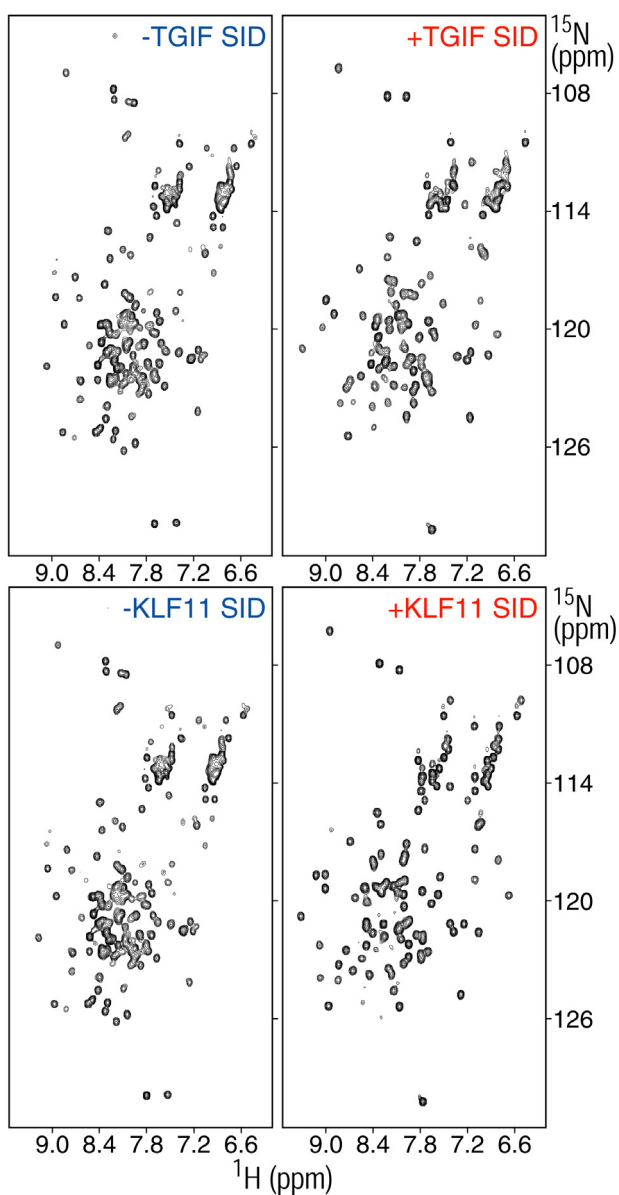 -TGIF SID
+TGIF SID
15N
(ppm)
108
114
120
126
9.0 8.4 7.8 7.2 6.6
9.0 8.4 7.8 7.2 6.6
-KLF11 SID
+KLF11 SID
15N
(ppm)
108
114
120
126
9.0 8.4 7.8 7.2 6.6
9.0 8.4 7.8 7.2 6.6
1H (ppm)